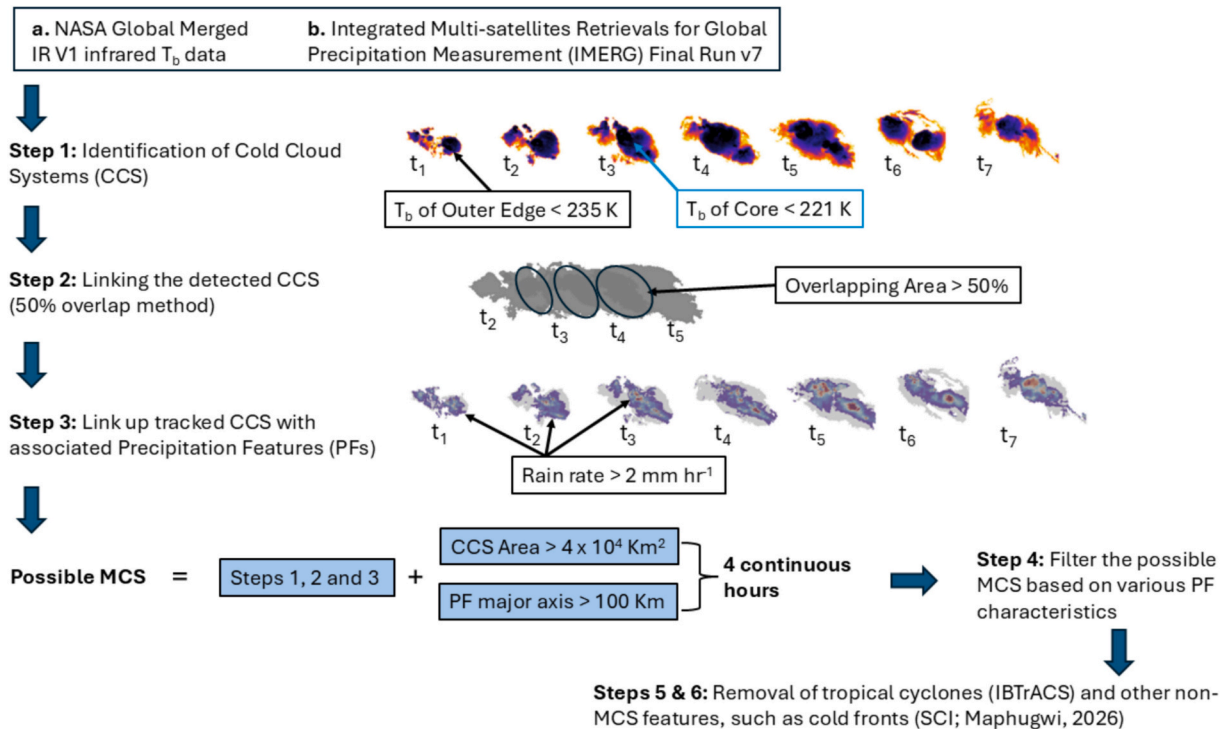 a. NASA Global Merged
IR V1 infrared Tb data
b. Integrated Multi-satellites Retrievals for Global
Precipitation Measurement (IMERG) Final Run v7
Step 1: Identification of Cold Cloud
Systems (CCS)
t1 t2 t3 t4 t5 t6 t7
Tb of Outer Edge < 235 K
Tb of Core < 221 K
Step 2: Linking the detected CCS
(50% overlap method)
Overlapping Area > 50%
t2 t3 t4 t5
Step 3: Link up tracked CCS with
associated Precipitation Features (PFs)
t1 t2 t3 t4 t5 t6 t7
Rain rate > 2 mm hr-1
Possible MCS = Steps 1, 2 and 3 +
CCS Area > 4 x 10⁴ Km²
PF major axis > 100 Km
4 continuous
hours
Step 4: Filter the possible
MCS based on various PF
characteristics
Steps 5 & 6: Removal of tropical cyclones (IBTrACS) and other non-
MCS features, such as cold fronts (SCI; Maphugwi, 2026)